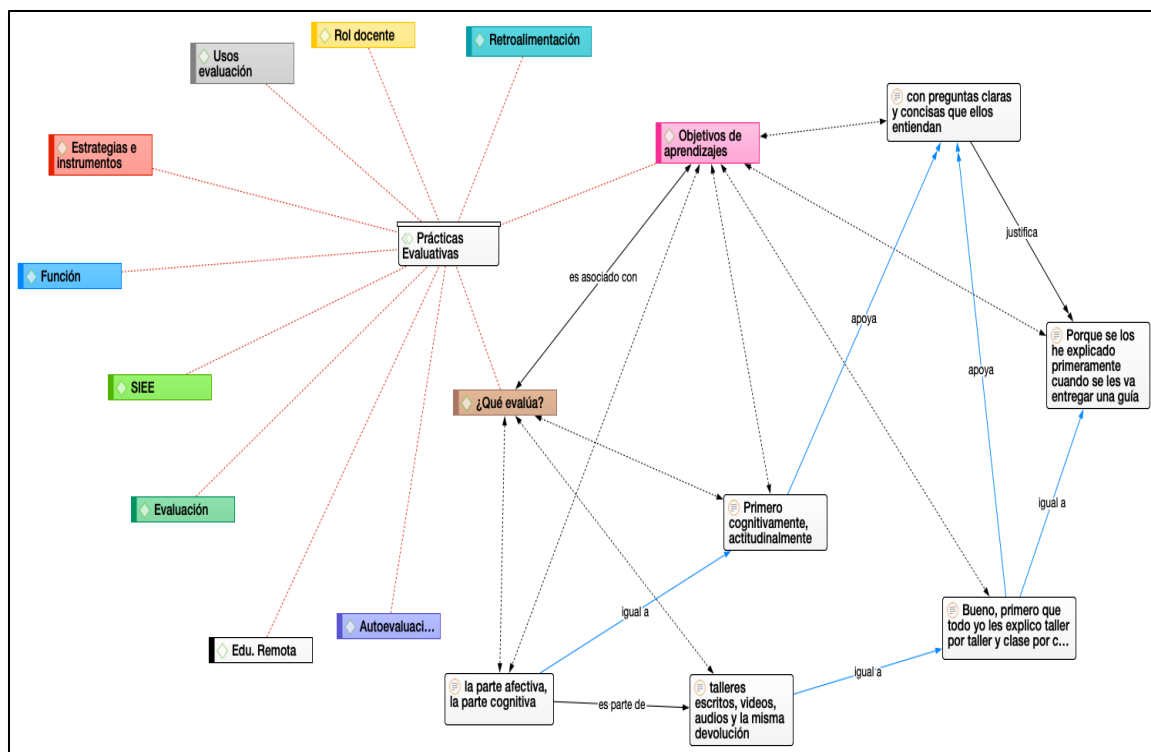 Rol docente
Retroalimentación
Usos
evaluación
con preguntas claras
y concisas que ellos
entiendan
Estrategias e
instrumentos
Objetivos de
aprendizajes
Prácticas
Evaluativas
justifica
Función
es asociado con
apoya
Porque se los
he explicado
primeramente
cuando se les va
entregar una guía
apoya
SIEE
¿Qué evalúa?
Evaluación
Primero
cognitivamente,
actitudinalmente
igual a
Autoevaluaci...
igual a
Bueno, primero que
todo yo les explico taller
por taller y clase por c...
Edu. Remota
igual a
la parte afectiva,
la parte cognitiva
es parte de
talleres
escritos, videos,
audios y la misma
devolución